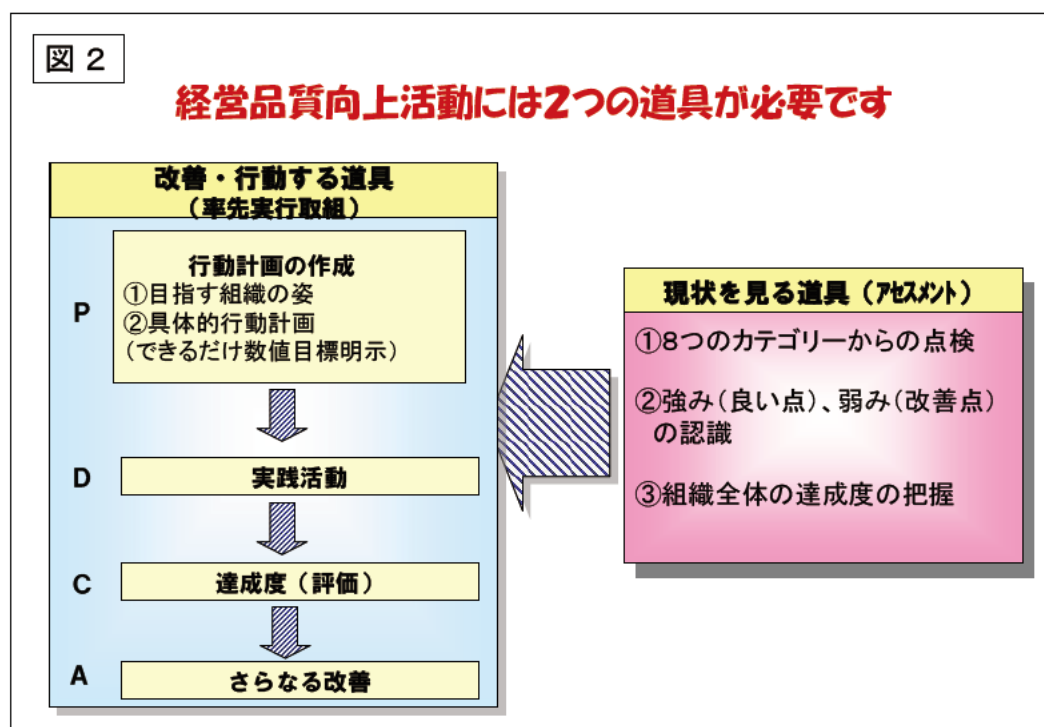 図２
経営品質向上活動には2つの道具が必要です
改善・行動する道具
（率先実行取組）
P
行動計画の作成
①目指す組織の姿
②具体的行動計画
（できるだけ数値目標明示）
D
実践活動
C
達成度（評価）
A
さらなる改善
現状を見る道具（ｱｾｽﾒﾝﾄ）
①８つのカテゴリーからの点検
②強み（良い点）、弱み（改善点）
の認識
③組織全体の達成度の把握